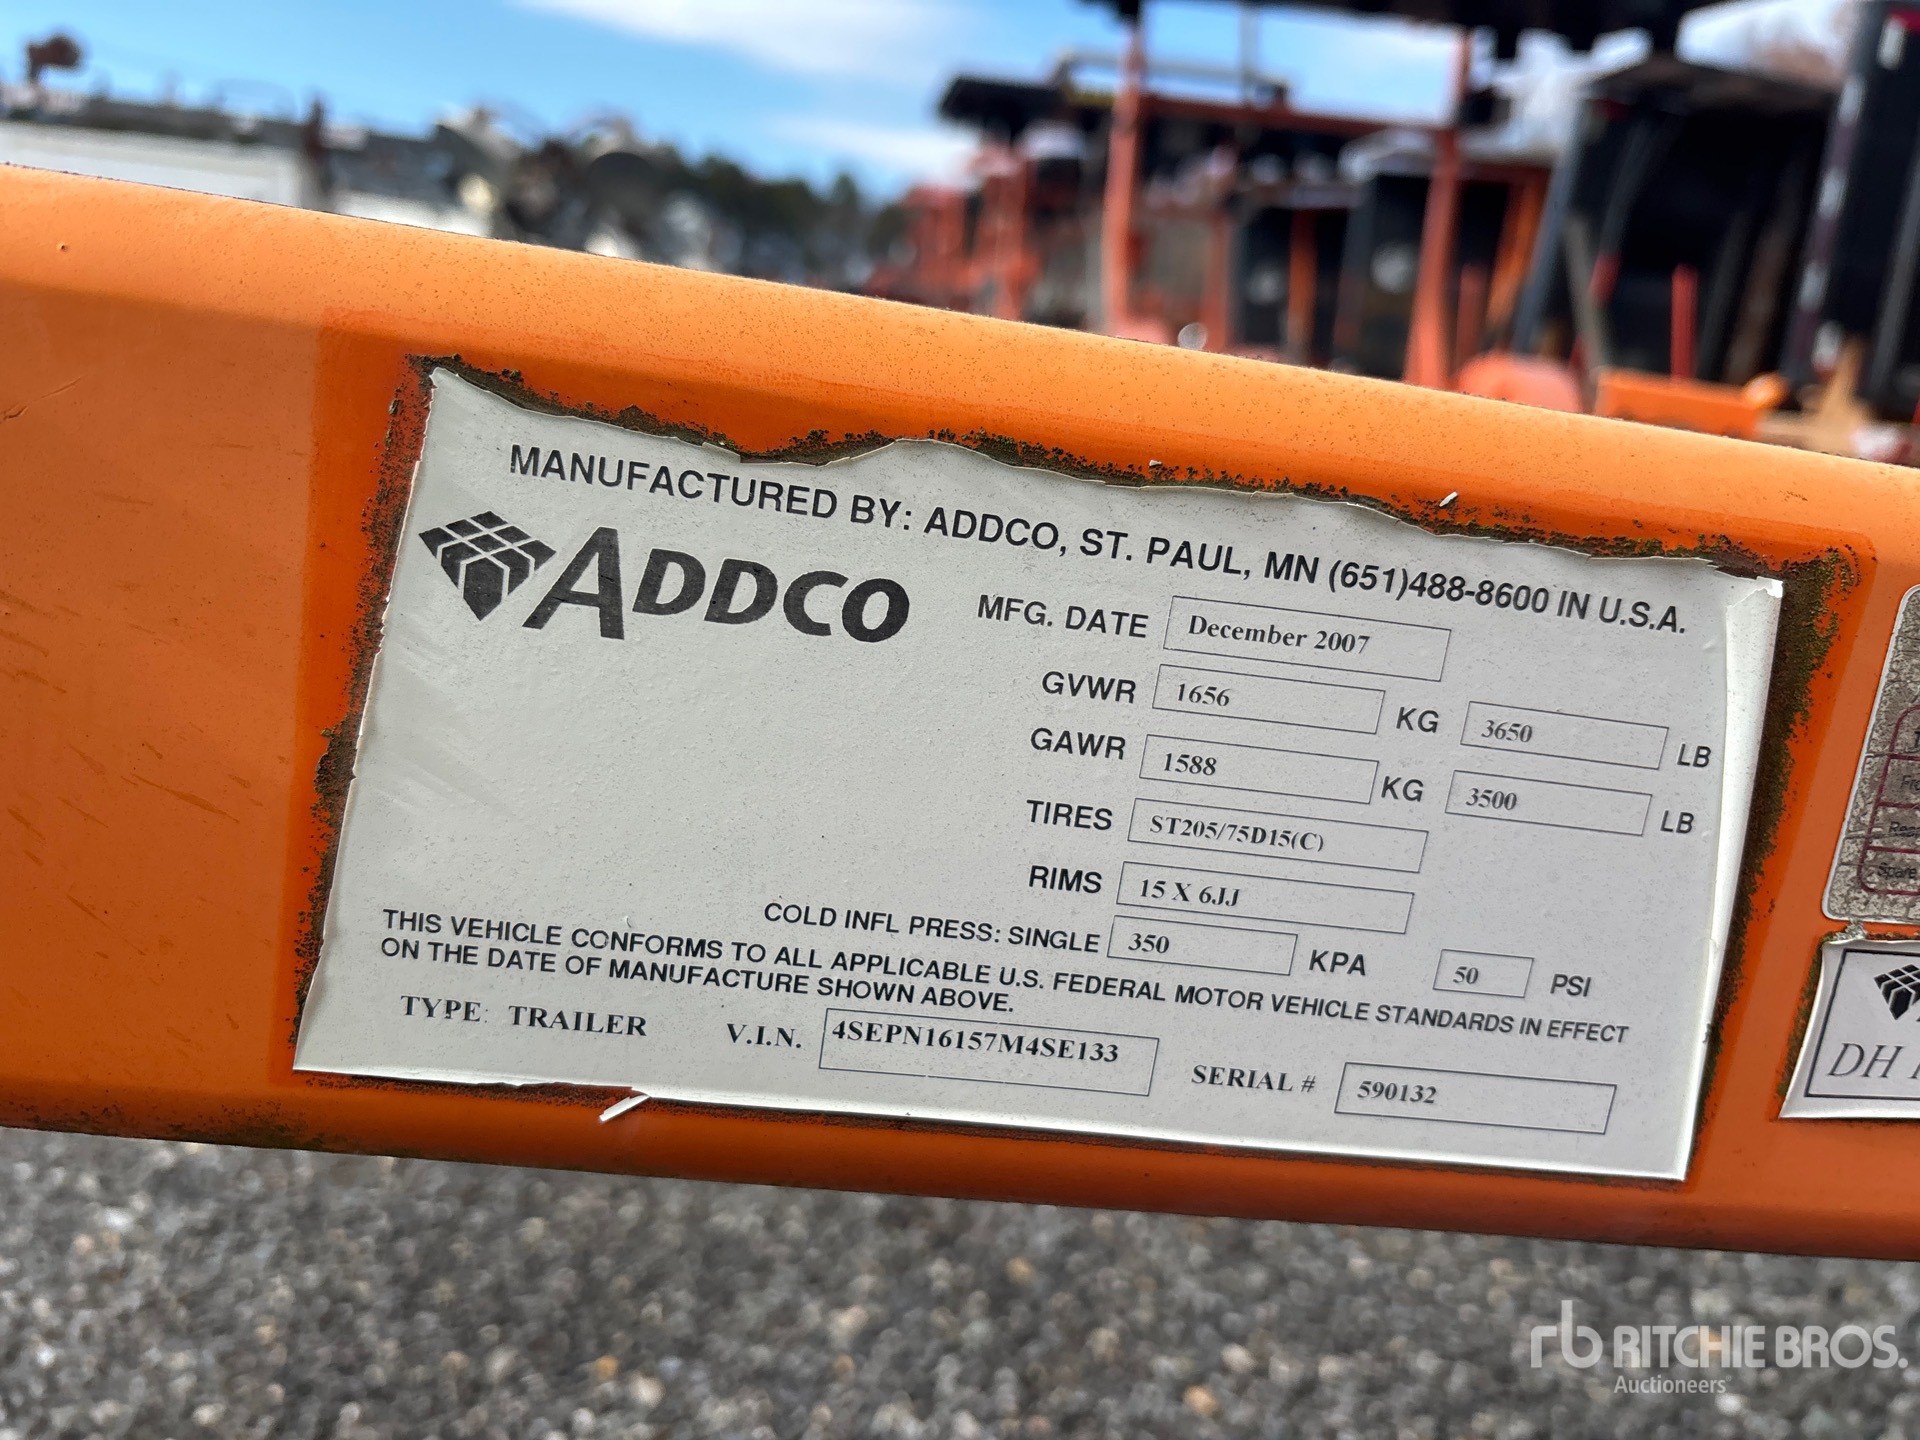 MANUFACTURED BY: ADDCO, ST. PAUL, MN (651)488-8600 IN U.S.A.
ADDCO
MFG. DATE December 2007
GVWR 1656 KG 3650 LB
GAWR 1588 KG 3500 LB
TIRES ST205/75D15(C)
RIMS 15 X 6JJ
COLD INFL PRESS: SINGLE 350 KPA 50 PSI
THIS VEHICLE CONFORMS TO ALL APPLICABLE U.S. FEDERAL MOTOR VEHICLE STANDARDS IN EFFECT
ON THE DATE OF MANUFACTURE SHOWN ABOVE.
TYPE: TRAILER V.I.N. 4SEPN16157M4SE133 SERIAL # 590132
Spare
DH
rb RITCHIE BROS.
Auctioneers